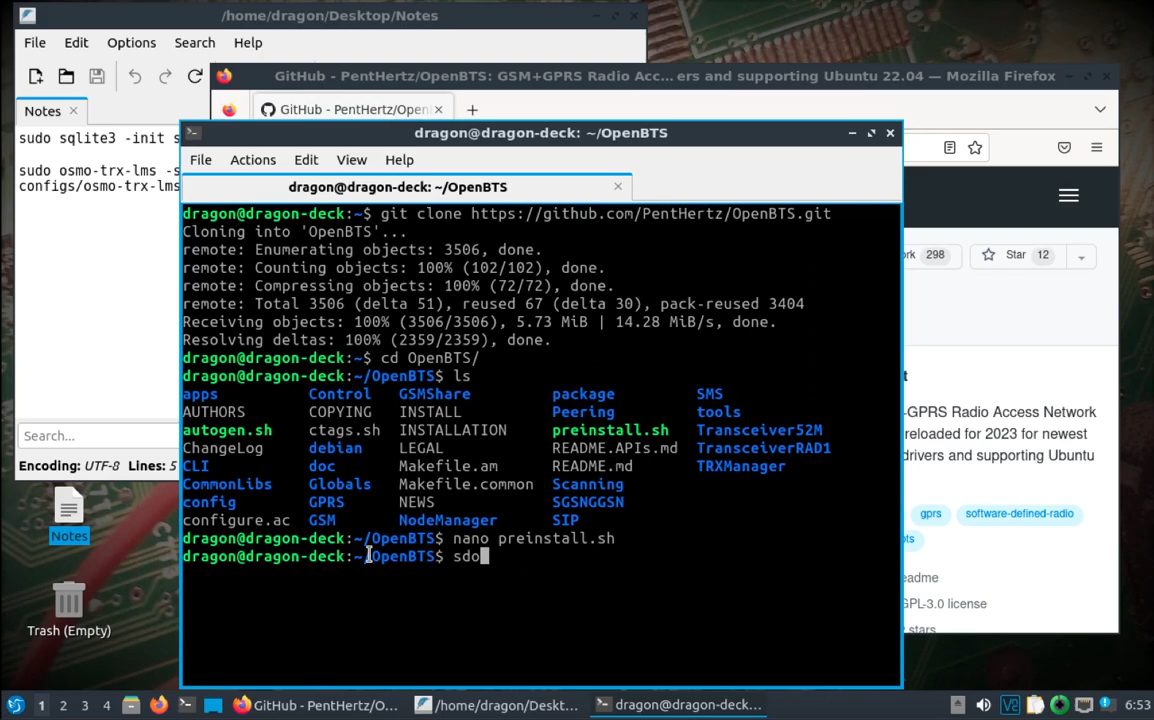 /home/dragon/Desktop/Notes
File Edit Options Search Help
GitHub - PentHertz/OpenBTS: GSM+GPRS Radio Acc... ers and supporting Ubuntu 22.04 — Mozilla Firefox
Notes
GitHub - PentHertz/Open
sudo sqlite3 -init s
sudo osmo-trx-lms -s
configs/osmo-trx-lms
dragon@dragon-deck: ~/OpenBTS
File Actions Edit View Help
dragon@dragon-deck: ~/OpenBTS
dragon@dragon-deck:~$ git clone https://github.com/PentHertz/OpenBTS.git
Cloning into 'OpenBTS'...
remote: Enumerating objects: 3506, done.
remote: Counting objects: 100% (102/102), done.
remote: Compressing objects: 100% (72/72), done.
remote: Total 3506 (delta 51), reused 67 (delta 30), pack-reused 3404
Receiving objects: 100% (3506/3506), 5.73 MiB | 14.28 MiB/s, done.
Resolving deltas: 100% (2359/2359), done.
dragon@dragon-deck:~$ cd OpenBTS/
dragon@dragon-deck:~/OpenBTS$ ls
apps Control GSMShare package SMS
AUTHORS COPYING INSTALL Peering tools
autogen.sh ctags.sh INSTALLATION preinstall.sh Transceiver52M
ChangeLog debian LEGAL README.APIs.md TransceiverRAD1
CLI doc Makefile.am README.md TRXManager
CommonLibs Globals Makefile.common Scanning
config GPRS NEWS SGSNGGSN
configure.ac GSM NodeManager SIP
dragon@dragon-deck:~/OpenBTS$ nano preinstall.sh
dragon@dragon-deck:~/OpenBTS$ sdo
rk 298 Star 12
t
+GPRS Radio Access Network
reloaded for 2023 for newest
drivers and supporting Ubuntu
gprs software-defined-radio
bts
eadme
GPL-3.0 license
stars
Search...
Encoding: UTF-8 Lines: 5
Notes
Trash (Empty)
1 2 3 4 GitHub - PentHertz/O... /home/dragon/Deskt... dragon@dragon-deck... 6:53